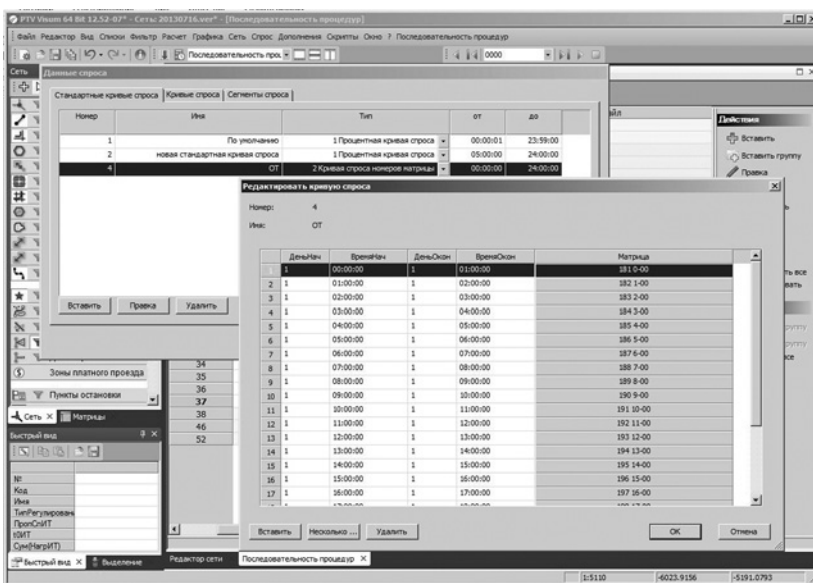 PTV Visum 64 Bit 12.52-07* - Сеть: 20130716.ver* - [Последовательность процедур]
Файл Редактор Вид Списки Фильтр Расчет Графика Сеть Спрос Дополнения Скрипты Окно ? Последовательность процедур
Последовательность проц 0000
Сеть
Данные спроса
Стандартные кривые спроса Кривые спроса Сегменты спроса
Номер Имя Тип от до
1 По умолчанию 1 Процентная кривая спроса 00:00:01 23:59:00
2 новая стандартная кривая спроса 1 Процентная кривая спроса 05:00:00 24:00:00
4 ОТ 2 Кривая спроса номеров матрицы 00:00:00 24:00:00
Вставить Правка Удалить
Действия
Вставить
Вставить группу
Правка
Редактировать кривую спроса
Номер: 4
Имя: ОТ
ДеньНач ВремяНач ДеньОкон ВремяОкон Матрица
1 1 00:00:00 1 01:00:00 181 0-00
2 1 01:00:00 1 02:00:00 182 1-00
3 1 02:00:00 1 03:00:00 183 2-00
4 1 03:00:00 1 04:00:00 184 3-00
5 1 04:00:00 1 05:00:00 185 4-00
6 1 05:00:00 1 06:00:00 186 5-00
7 1 06:00:00 1 07:00:00 187 6-00
8 1 07:00:00 1 08:00:00 188 7-00
9 1 08:00:00 1 09:00:00 189 8-00
10 1 09:00:00 1 10:00:00 190 9-00
11 1 10:00:00 1 11:00:00 191 10-00
12 1 11:00:00 1 12:00:00 192 11-00
13 1 12:00:00 1 13:00:00 193 12-00
14 1 13:00:00 1 14:00:00 194 13-00
15 1 14:00:00 1 15:00:00 195 14-00
16 1 15:00:00 1 16:00:00 196 15-00
17 1 16:00:00 1 17:00:00 197 16-00
Вставить Несколько ... Удалить OK Отмена
Зоны платного проезда
Пункты остановки
34
35
36
37
38
46
52
Сеть Матрицы
Быстрый вид
№
Код
Имя
ТипРегулирован
ПропСпИТ
t0ИТ
Сум(НагрИТ)
Быстрый вид Выделение
Редактор сети Последовательность процедур
1:5110 -6023.9156 -5191.0793